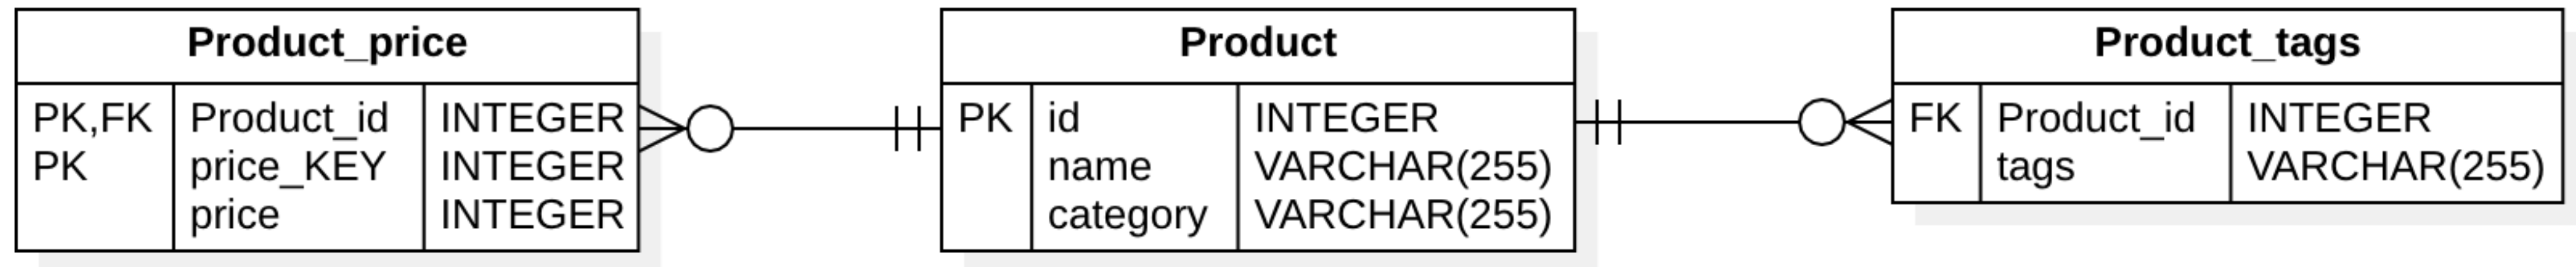 Product_price
PK,FK Product_id INTEGER
PK price_KEY INTEGER
price INTEGER
Product
PK id INTEGER
name VARCHAR(255)
category VARCHAR(255)
Product_tags
FK Product_id INTEGER
tags VARCHAR(255)